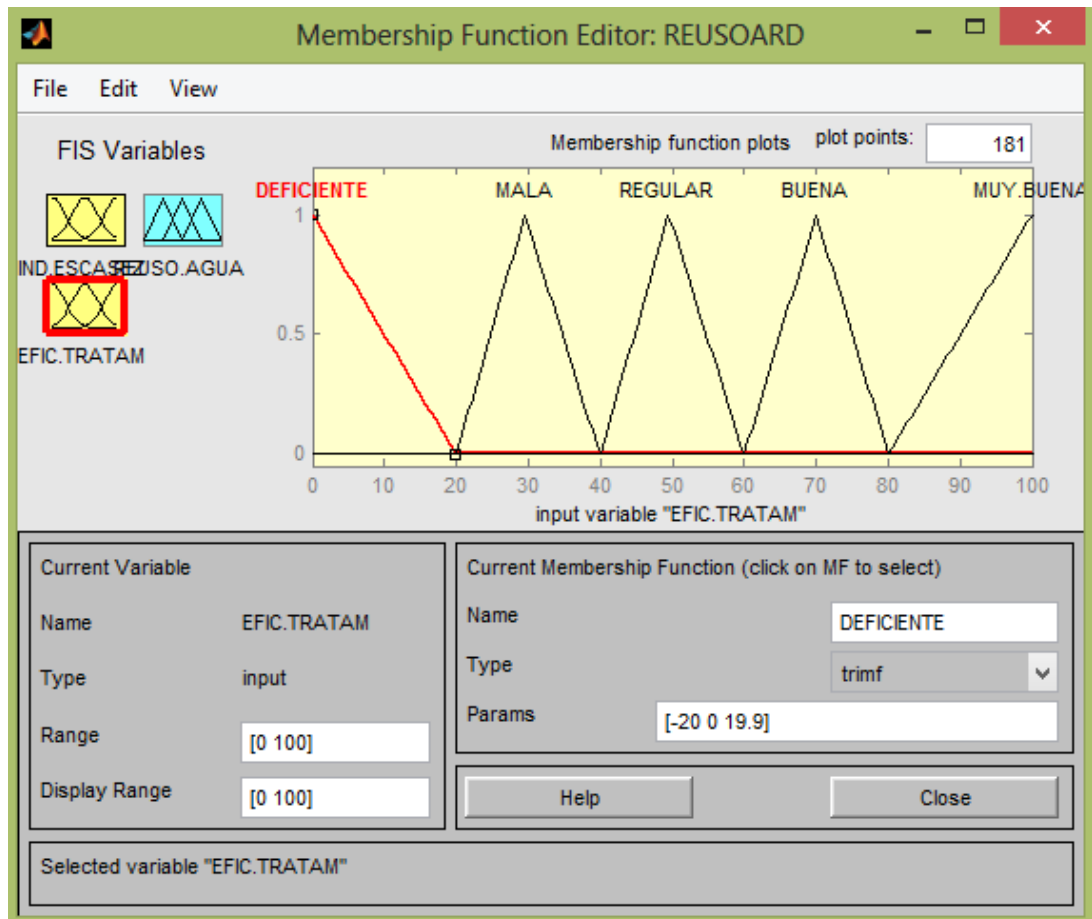 Membership Function Editor: REUSOARD
File Edit View
FIS Variables
Membership function plots plot points: 181
IND.ESCASEZ REUSO.AGUA
EFIC.TRATAM
DEFICIENTE MALA REGULAR BUENA MUY.BUENA
1
0.5
0
0 10 20 30 40 50 60 70 80 90 100
input variable "EFIC.TRATAM"
Current Variable
Name EFIC.TRATAM
Type input
Range [0 100]
Display Range [0 100]
Current Membership Function (click on MF to select)
Name DEFICIENTE
Type trimf
Params [-20 0 19.9]
Help Close
Selected variable "EFIC.TRATAM"